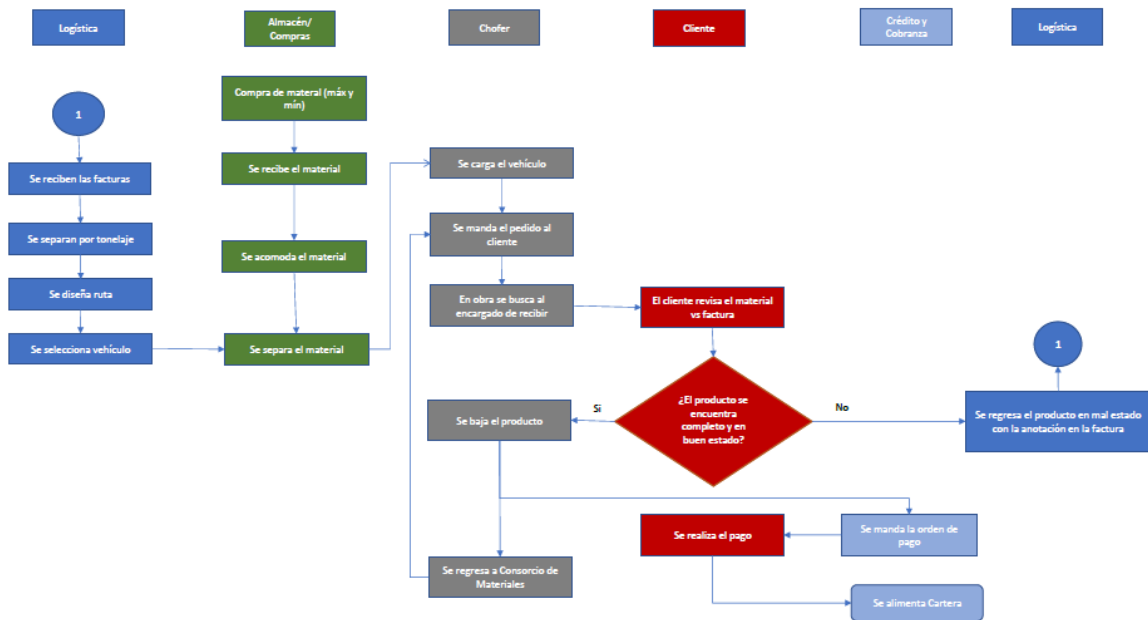 Logística
Almacén/
Compras
Chofer
Cliente
Crédito y
Cobranza
Logística
1
Se reciben las facturas
Se separan por tonelaje
Se diseña ruta
Se selecciona vehículo
Compra de materal (máx y
mín)
Se recibe el material
Se acomoda el material
Se separa el material
Se carga el vehículo
Se manda el pedido al
cliente
En obra se busca al
encargado de recibir
El cliente revisa el material
vs factura
¿El producto se
encuentra
completo y en
buen estado?
Si
No
Se baja el producto
Se regresa a Consorcio de
Materiales
Se manda la orden de
pago
Se realiza el pago
Se alimenta Cartera
1
Se regresa el producto en mal estado
con la anotación en la factura